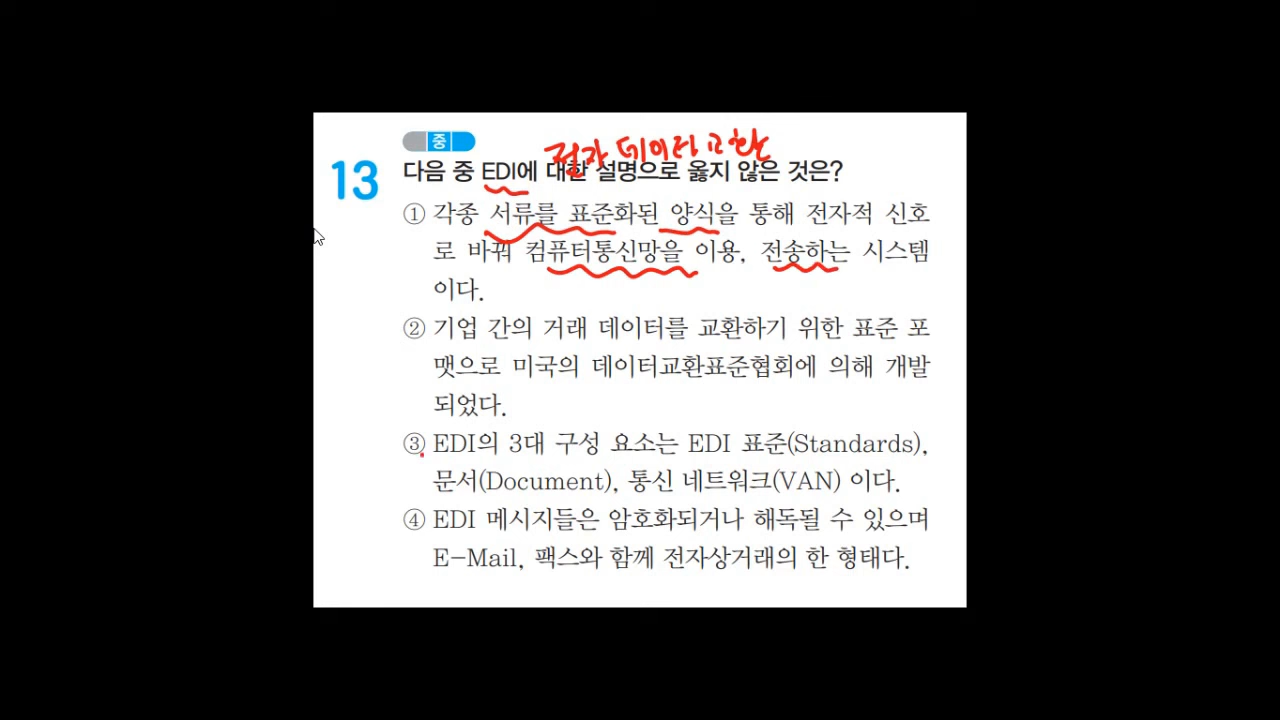 중
전자 데이터 교환
13 다음 중 EDI에 대한 설명으로 옳지 않은 것은?
① 각종 서류를 표준화된 양식을 통해 전자적 신호
로 바꿔 컴퓨터통신망을 이용, 전송하는 시스템
이다.
② 기업 간의 거래 데이터를 교환하기 위한 표준 포
맷으로 미국의 데이터교환표준협회에 의해 개발
되었다.
③ EDI의 3대 구성 요소는 EDI 표준(Standards),
문서(Document), 통신 네트워크(VAN) 이다.
④ EDI 메시지들은 암호화되거나 해독될 수 있으며
E-Mail, 팩스와 함께 전자상거래의 한 형태다.